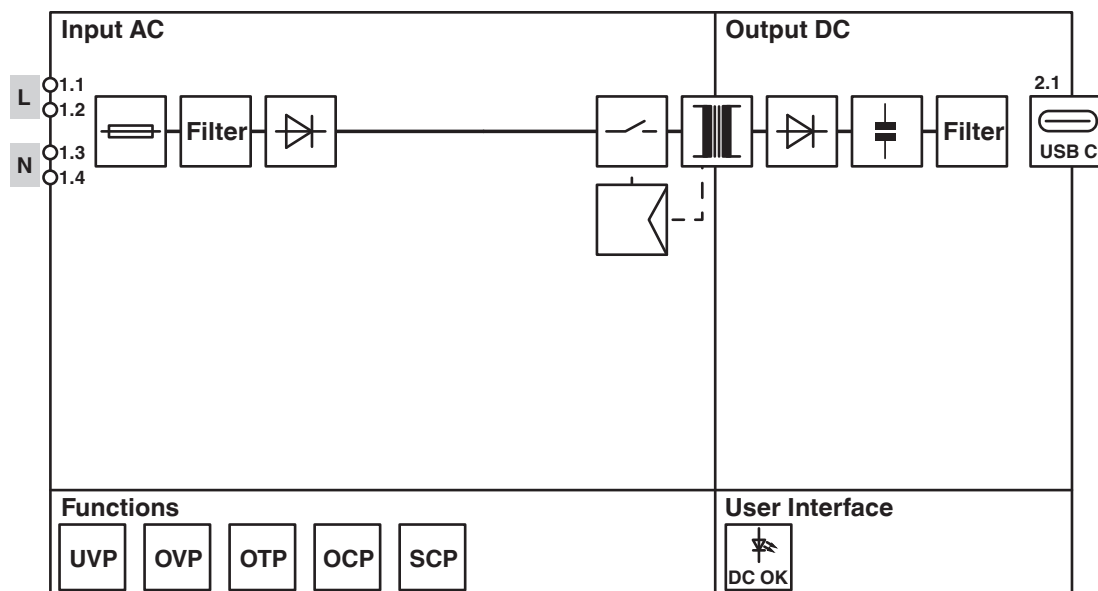 Input AC
Output DC
L
1.1
1.2
N
1.3
1.4
Filter
Filter
2.1
USB C
Functions
UVP
OVP
OTP
OCP
SCP
User Interface
DC OK